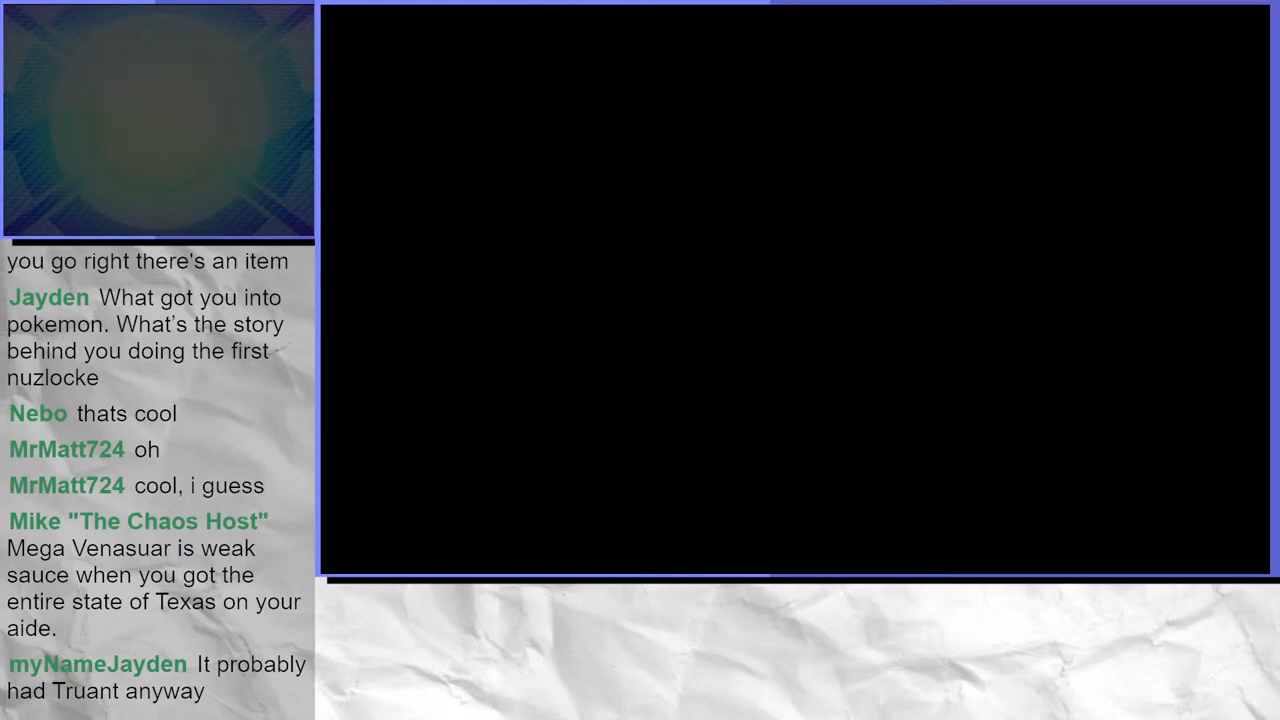 you go right there's an item
Jayden What got you into
pokemon. What's the story
behind you doing the first
nuzlocke
Nebo thats cool
MrMatt724 oh
MrMatt724 cool, i guess
Mike "The Chaos Host"
Mega Venasuar is weak
sauce when you got the
entire state of Texas on your
aide.
myNameJayden It probably
had Truant anyway